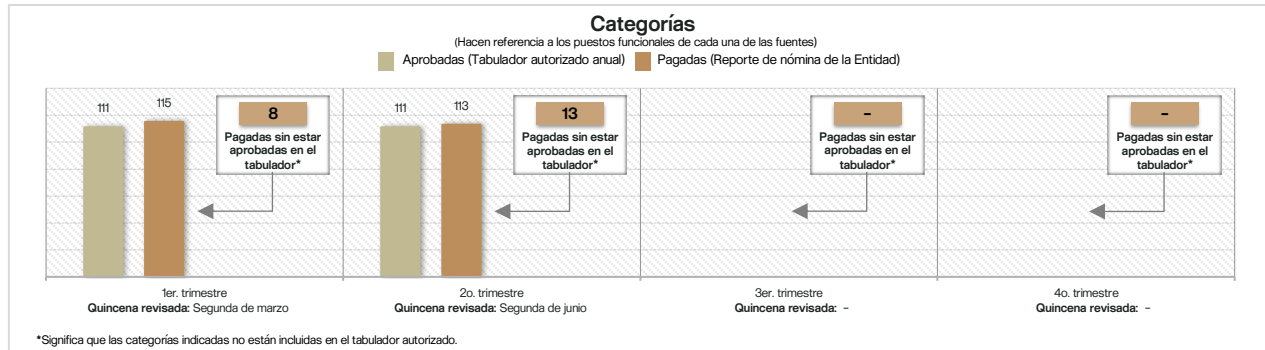 Categorías
(Hacen referencia a los puestos funcionales de cada una de las fuentes)
Aprobadas (Tabulador autorizado anual) Pagadas (Reporte de nómina de la Entidad)
111
115
8
Pagadas sin estar
aprobadas en el
tabulador*
111
113
13
Pagadas sin estar
aprobadas en el
tabulador*
–
Pagadas sin estar
aprobadas en el
tabulador*
–
Pagadas sin estar
aprobadas en el
tabulador*
1er. trimestre
Quincena revisada: Segunda de marzo
2o. trimestre
Quincena revisada: Segunda de junio
3er. trimestre
Quincena revisada: –
4o. trimestre
Quincena revisada: –
*Significa que las categorías indicadas no están incluidas en el tabulador autorizado.